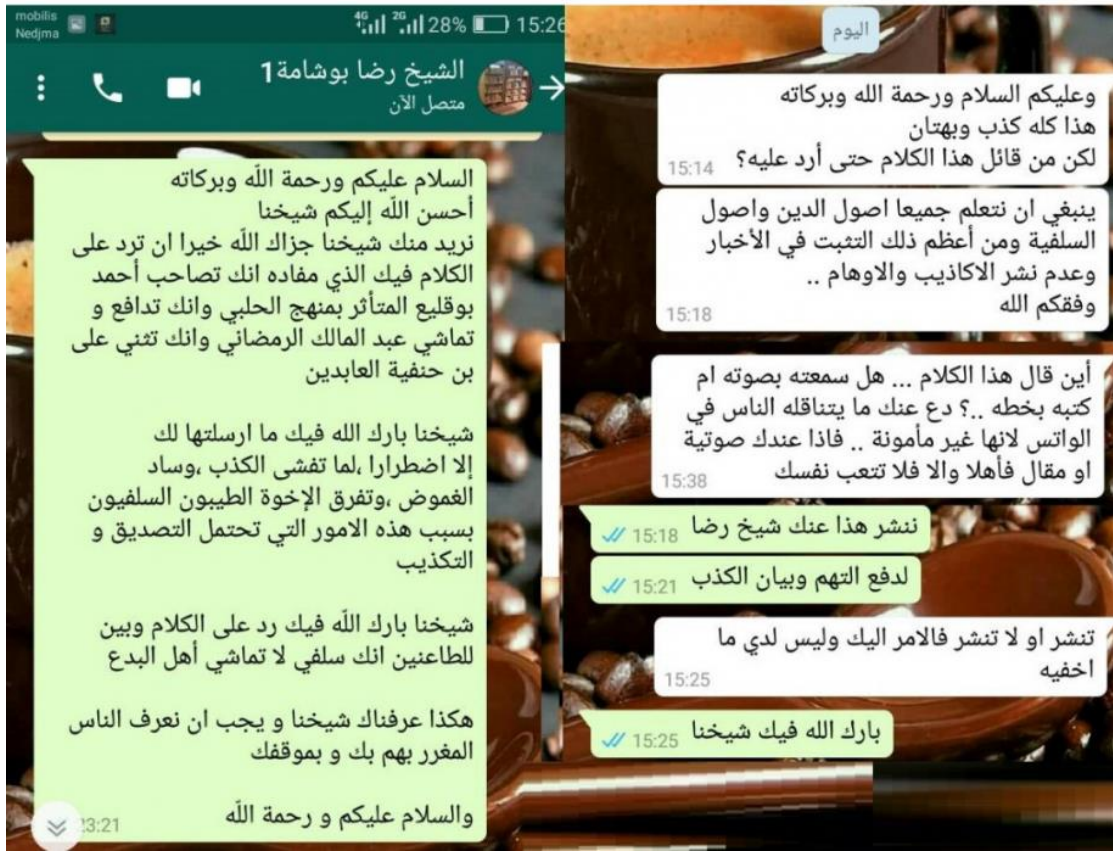 mobilis
Nedjma
4G 2G 28% 15:26
الشيخ رضا بوشامة1
متصل الآن
السلام عليكم ورحمة اللّه وبركاته
أحسن اللّه إليكم شيخنا
نريد منك شيخنا جزاك اللّه خيرا ان ترد على
الكلام فيك الذي مفاده انك تصاحب أحمد
بوقليع المتأثر بمنهج الحلبي وانك تدافع و
تماشي عبد المالك الرمضاني وانك تثني على
بن حنفية العابدين
شيخنا بارك الله فيك ما ارسلتها لك
إلا اضطرارا ،لما تفشى الكذب ،وساد
الغموض ،وتفرق الإخوة الطيبون السلفيون
بسبب هذه الامور التي تحتمل التصديق و
التكذيب
شيخنا بارك اللّه فيك رد على الكلام وبين
للطاعنين انك سلفي لا تماشي أهل البدع
هكذا عرفناك شيخنا و يجب ان نعرف الناس
المغرر بهم بك و بموقفك
والسلام عليكم و رحمة اللّه
23:21
اليوم
وعليكم السلام ورحمة الله وبركاته
هذا كله كذب وبهتان
لكن من قائل هذا الكلام حتى أرد عليه؟
15:14
ينبغي ان نتعلم جميعا اصول الدين واصول
السلفية ومن أعظم ذلك التثبت في الأخبار
وعدم نشر الاكاذيب والاوهام ..
وفقكم الله
15:18
أين قال هذا الكلام ... هل سمعته بصوته ام
كتبه بخطه ..؟ دع عنك ما يتناقله الناس في
الواتس لانها غير مأمونة .. فاذا عندك صوتية
او مقال فأهلا والا فلا تتعب نفسك
15:38
ننشر هذا عنك شيخ رضا
15:18
لدفع التهم وبيان الكذب
15:21
تنشر او لا تنشر فالامر اليك وليس لدي ما
اخفيه
15:25
بارك الله فيك شيخنا
15:25